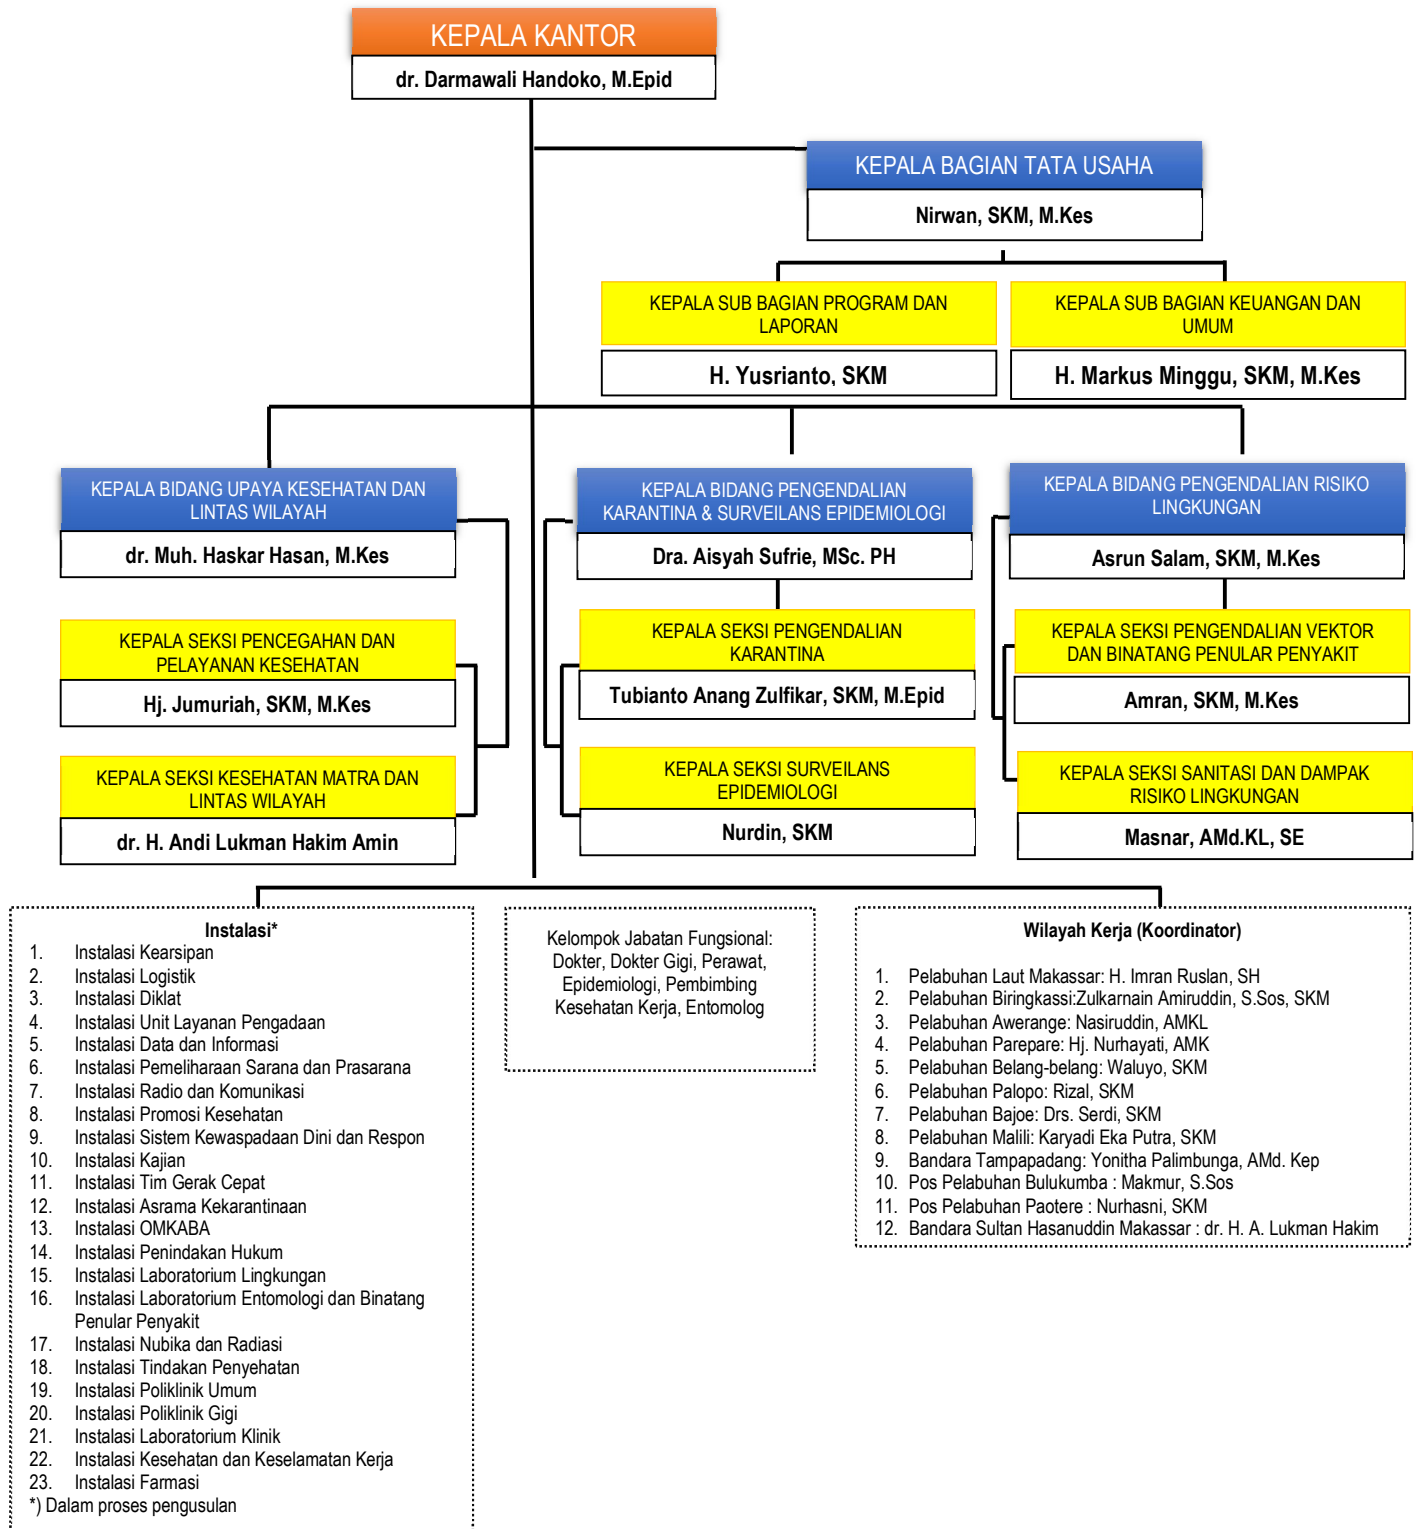 KEPALA KANTOR
dr. Darmawali Handoko, M.Epid
KEPALA BAGIAN TATA USAHA
Nirwan, SKM, M.Kes
KEPALA SUB BAGIAN PROGRAM DAN
LAPORAN
H. Yusrianto, SKM
KEPALA SUB BAGIAN KEUANGAN DAN
UMUM
H. Markus Minggu, SKM, M.Kes
KEPALA BIDANG UPAYA KESEHATAN DAN
LINTAS WILAYAH
dr. Muh. Haskar Hasan, M.Kes
KEPALA SEKSI PENCEGAHAN DAN
PELAYANAN KESEHATAN
Hj. Jumuriah, SKM, M.Kes
KEPALA SEKSI KESEHATAN MATRA DAN
LINTAS WILAYAH
dr. H. Andi Lukman Hakim Amin
KEPALA BIDANG PENGENDALIAN
KARANTINA & SURVEILANS EPIDEMIOLOGI
Dra. Aisyah Sufrie, MSc. PH
KEPALA SEKSI PENGENDALIAN
KARANTINA
Tubianto Anang Zulfikar, SKM, M.Epid
KEPALA SEKSI SURVEILANS
EPIDEMIOLOGI
Nurdin, SKM
KEPALA BIDANG PENGENDALIAN RISIKO
LINGKUNGAN
Asrun Salam, SKM, M.Kes
KEPALA SEKSI PENGENDALIAN VEKTOR
DAN BINATANG PENULAR PENYAKIT
Amran, SKM, M.Kes
KEPALA SEKSI SANITASI DAN DAMPAK
RISIKO LINGKUNGAN
Masnar, AMd.KL, SE
Instalasi*
1. Instalasi Kearsipan
2. Instalasi Logistik
3. Instalasi Diklat
4. Instalasi Unit Layanan Pengadaan
5. Instalasi Data dan Informasi
6. Instalasi Pemeliharaan Sarana dan Prasarana
7. Instalasi Radio dan Komunikasi
8. Instalasi Promosi Kesehatan
9. Instalasi Sistem Kewaspadaan Dini dan Respon
10. Instalasi Kajian
11. Instalasi Tim Gerak Cepat
12. Instalasi Asrama Kekarantinaan
13. Instalasi OMKABA
14. Instalasi Penindakan Hukum
15. Instalasi Laboratorium Lingkungan
16. Instalasi Laboratorium Entomologi dan Binatang
Penular Penyakit
17. Instalasi Nubika dan Radiasi
18. Instalasi Tindakan Penyehatan
19. Instalasi Poliklinik Umum
20. Instalasi Poliklinik Gigi
21. Instalasi Laboratorium Klinik
22. Instalasi Kesehatan dan Keselamatan Kerja
23. Instalasi Farmasi
*) Dalam proses pengusulan
Kelompok Jabatan Fungsional:
Dokter, Dokter Gigi, Perawat,
Epidemiologi, Pembimbing
Kesehatan Kerja, Entomolog
Wilayah Kerja (Koordinator)
1. Pelabuhan Laut Makassar: H. Imran Ruslan, SH
2. Pelabuhan Biringkassi:Zulkarnain Amiruddin, S.Sos, SKM
3. Pelabuhan Awerange: Nasiruddin, AMKL
4. Pelabuhan Parepare: Hj. Nurhayati, AMK
5. Pelabuhan Belang-belang: Waluyo, SKM
6. Pelabuhan Palopo: Rizal, SKM
7. Pelabuhan Bajoe: Drs. Serdi, SKM
8. Pelabuhan Malili: Karyadi Eka Putra, SKM
9. Bandara Tampapadang: Yonitha Palimbunga, AMd. Kep
10. Pos Pelabuhan Bulukumba : Makmur, S.Sos
11. Pos Pelabuhan Paotere : Nurhasni, SKM
12. Bandara Sultan Hasanuddin Makassar : dr. H. A. Lukman Hakim